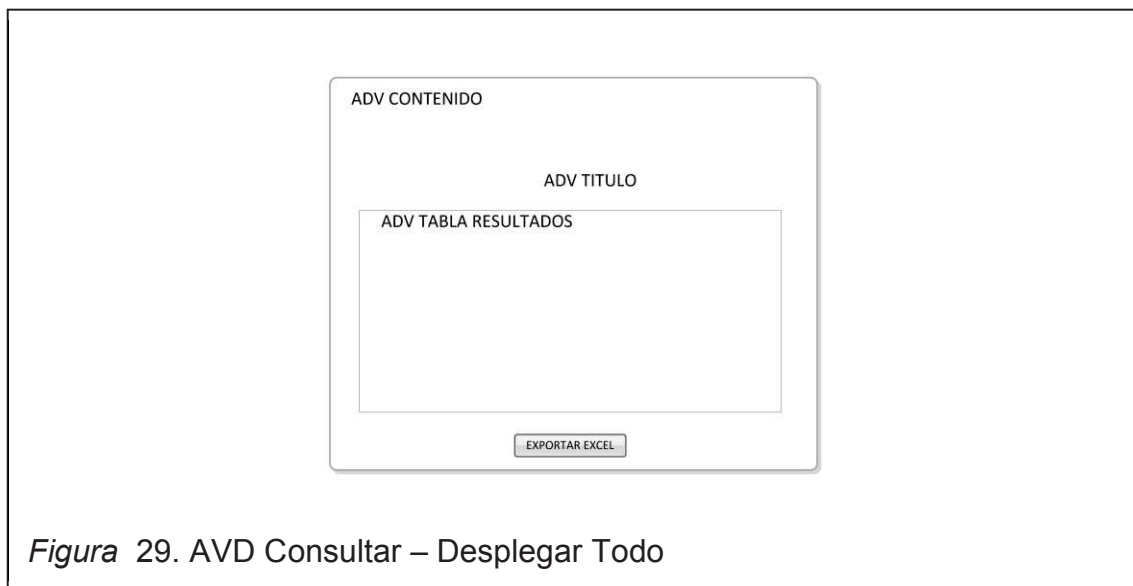 ADV CONTENIDO
ADV TITULO
ADV TABLA RESULTADOS
EXPORTAR EXCEL
Figura 29. AVD Consultar – Desplegar Todo